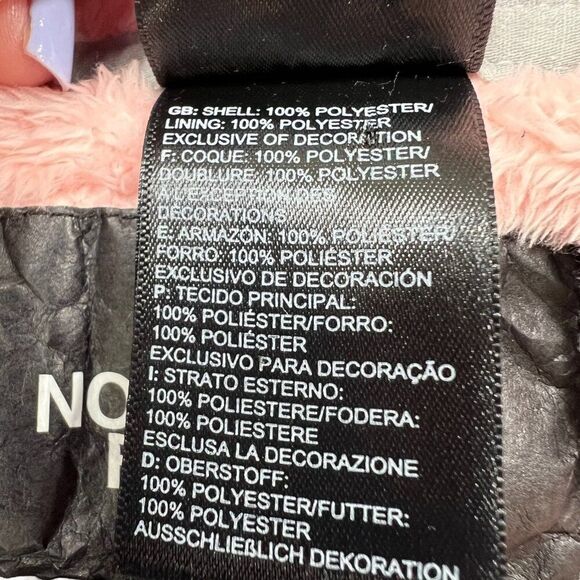 GB: SHELL: 100% POLYESTER/
LINING: 100% POLYESTER
EXCLUSIVE OF DECORATION
F: COQUE: 100% POLYESTER/
DOUBLURE: 100% POLYESTER
DECORATIONS
E: ARMAZON: 100% POLIESTER/
FORRO: 100% POLIESTER
EXCLUSIVO DE DECORACIÓN
P: TECIDO PRINCIPAL:
100% POLIÉSTER/FORRO:
100% POLIÉSTER
EXCLUSIVO PARA DECORAÇÃO
I: STRATO ESTERNO:
100% POLIESTERE/FODERA:
100% POLIESTERE
ESCLUSA LA DECORAZIONE
D: OBERSTOFF:
100% POLYESTER/FUTTER:
100% POLYESTER
AUSSCHLIEßLICH DEKORATION
NO